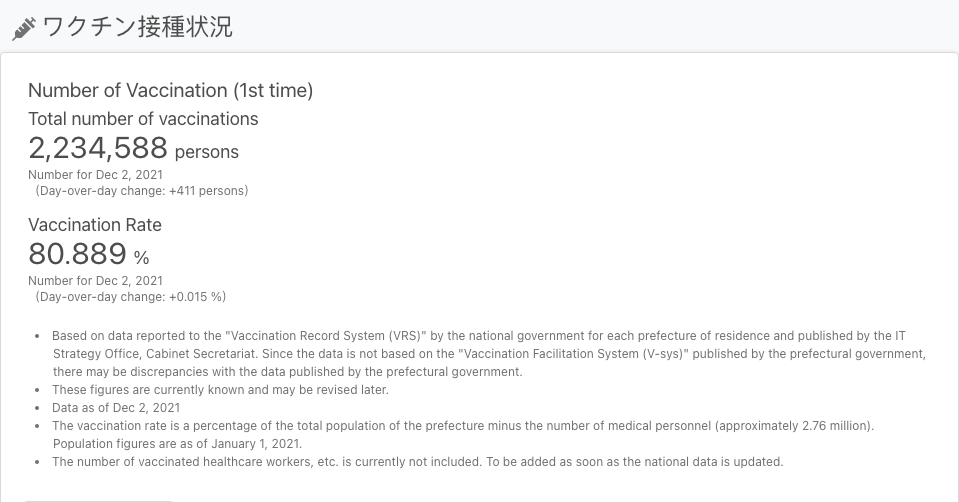 ワクチン接種状況
Number of Vaccination (1st time)
Total number of vaccinations
2,234,588 persons
Number for Dec 2, 2021
(Day-over-day change: +411 persons)
Vaccination Rate
80.889 %
Number for Dec 2, 2021
(Day-over-day change: +0.015 %)
• Based on data reported to the "Vaccination Record System (VRS)" by the national government for each prefecture of residence and published by the IT
Strategy Office, Cabinet Secretariat. Since the data is not based on the "Vaccination Facilitation System (V-sys)" published by the prefectural government,
there may be discrepancies with the data published by the prefectural government.
• These figures are currently known and may be revised later.
• Data as of Dec 2, 2021
• The vaccination rate is a percentage of the total population of the prefecture minus the number of medical personnel (approximately 2.76 million).
Population figures are as of January 1, 2021.
• The number of vaccinated healthcare workers, etc. is currently not included. To be added as soon as the national data is updated.